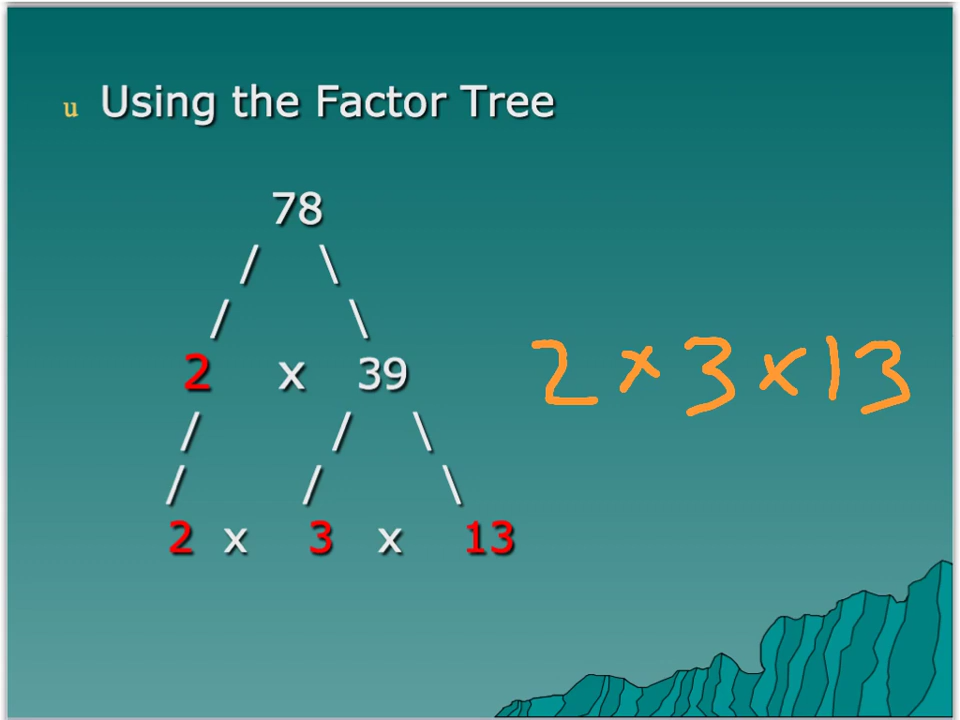 u Using the Factor Tree
78
/ \
/ \
2 x 39
/ / \
/ / \
2 x 3 x 13
2 x 3 x 13